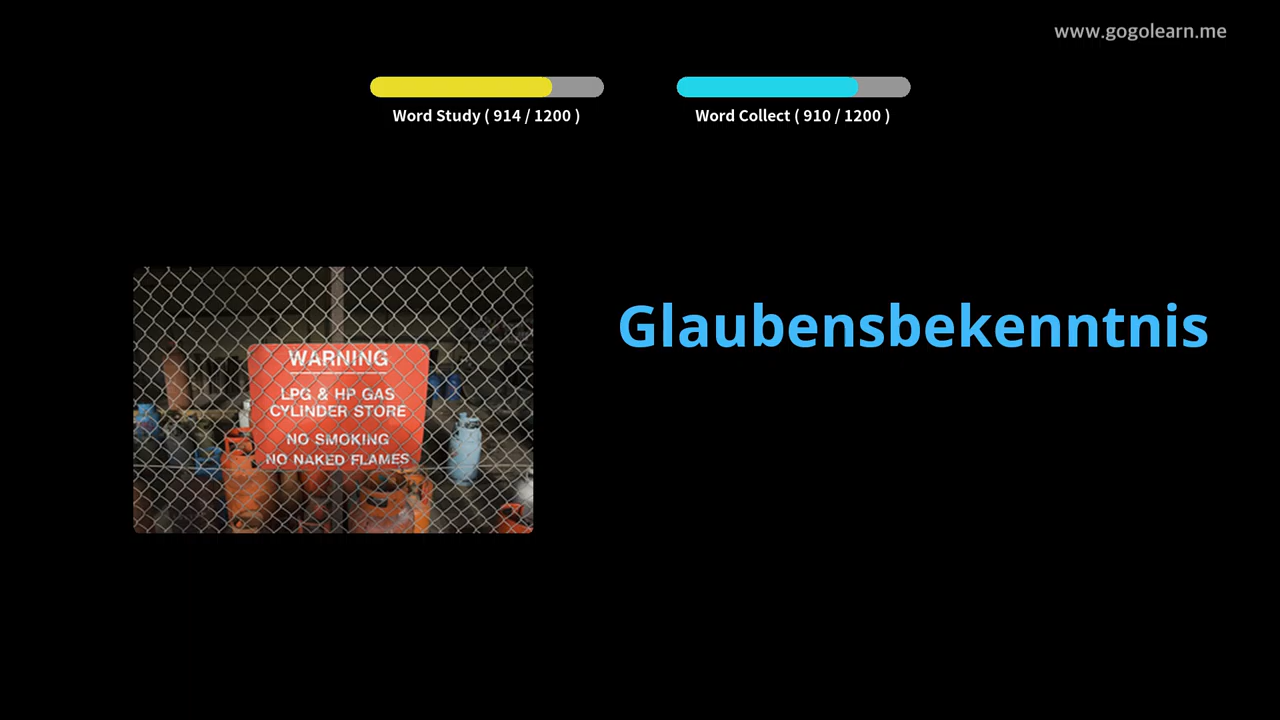 www.gogolearn.me
Word Study ( 914 / 1200 )
Word Collect ( 910 / 1200 )
Glaubensbekenntnis
WARNING
LPG & HP GAS
CYLINDER STORE
NO SMOKING
NO NAKED FLAMES